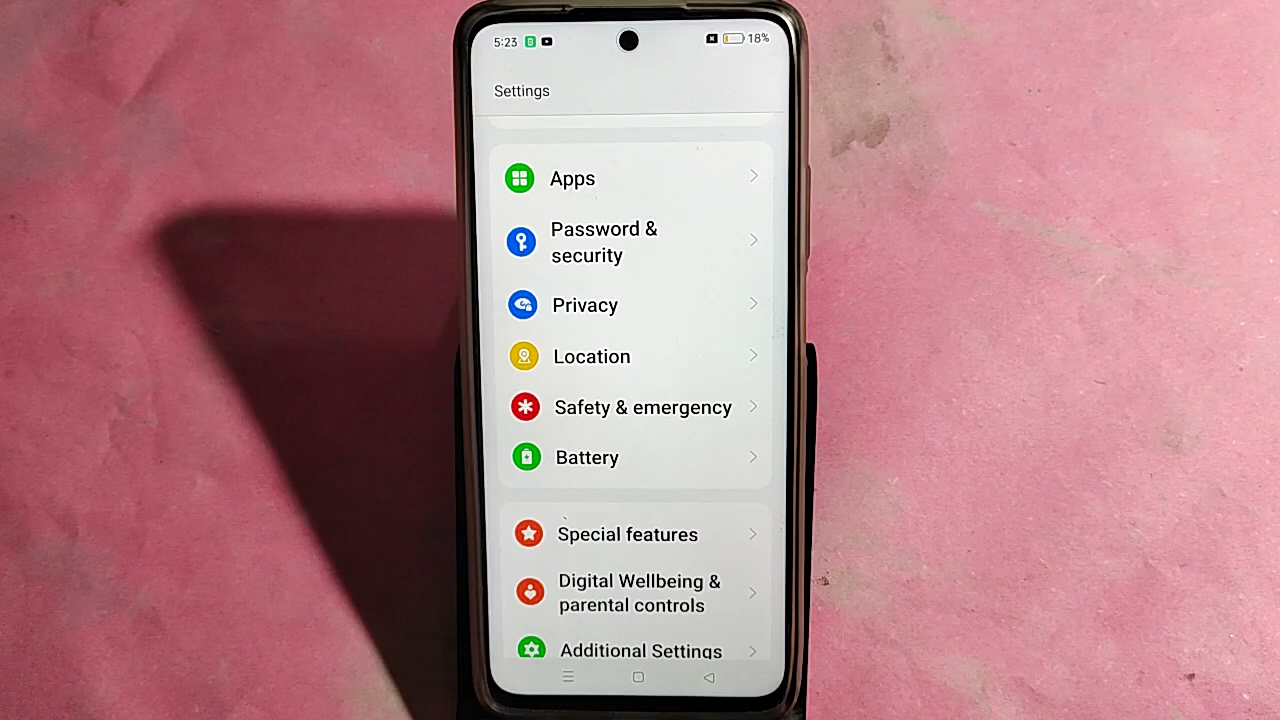 5:23 18%
Settings
Apps
Password &
security
Privacy
Location
Safety & emergency
Battery
Special features
Digital Wellbeing &
parental controls
Additional Settings